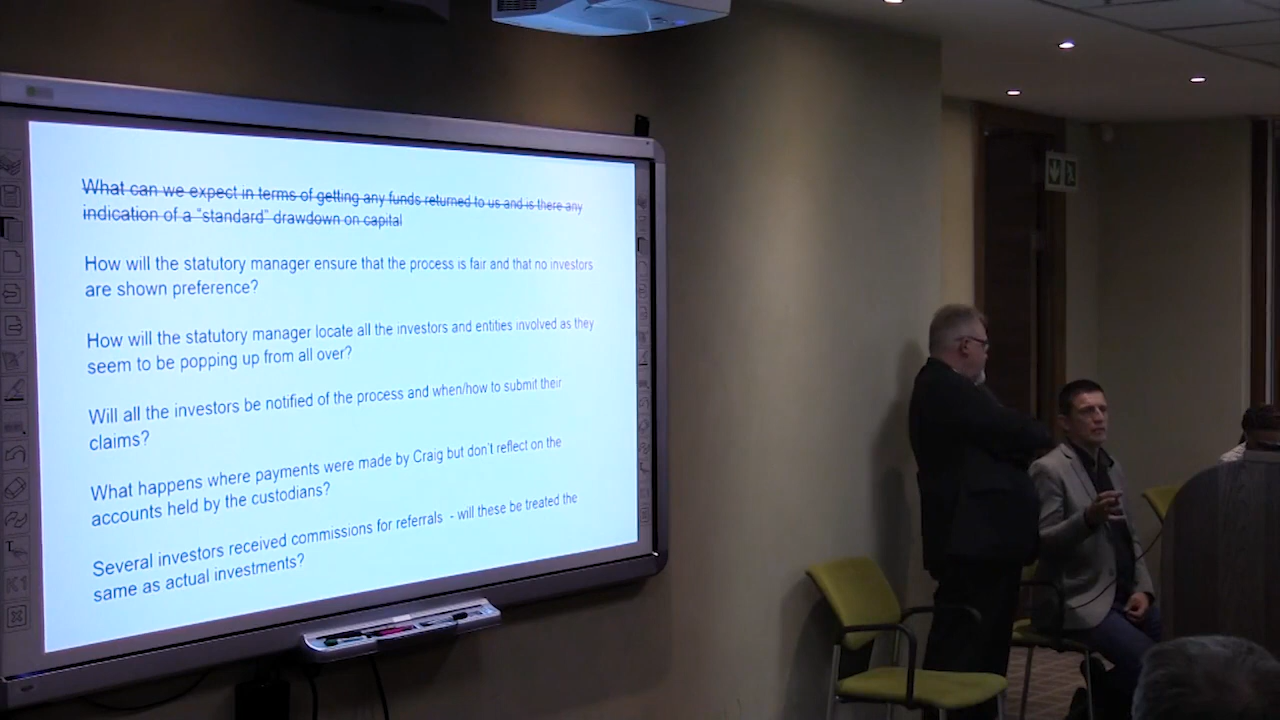 What can we expect in terms of getting any funds returned to us and is there any
indication of a “standard” drawdown on capital
How will the statutory manager ensure that the process is fair and that no investors
are shown preference?
How will the statutory manager locate all the investors and entities involved as they
seem to be popping up from all over?
Will all the investors be notified of the process and when/how to submit their
claims?
What happens where payments were made by Craig but don't reflect on the
accounts held by the custodians?
Several investors received commissions for referrals - will these be treated the
same as actual investments?